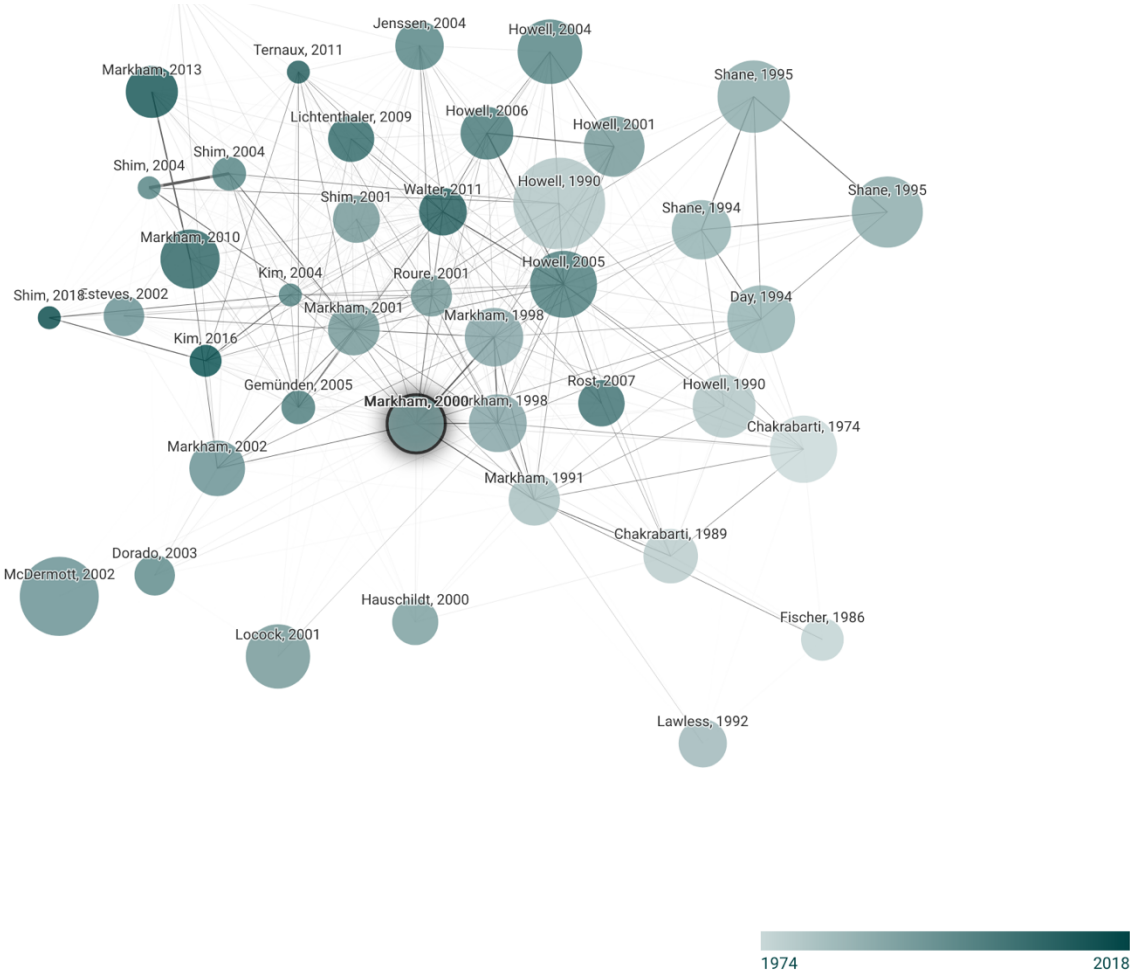 Jenssen, 2004
Howell, 2004
Ternaux, 2011
Markham, 2013
Shane, 1995
Lichtenthaler, 2009
Howell, 2006
Howell, 2001
Shim, 2004
Shim, 2004
Howell, 1990
Walter, 2011
Shane, 1995
Shim, 2001
Shane, 1994
Markham, 2010
Howell, 2005
Kim, 2004
Roure, 2001
Shim, 2018
Esteves, 2002
Day, 1994
Markham, 2001
Markham, 1998
Kim, 2016
Gemünden, 2005
Rost, 2007
Howell, 1990
Markham, 2000
rkham, 1998
Chakrabarti, 1974
Markham, 2002
Markham, 1991
Chakrabarti, 1989
Dorado, 2003
McDermott, 2002
Hauschildt, 2000
Fischer, 1986
Locock, 2001
Lawless, 1992
1974
2018